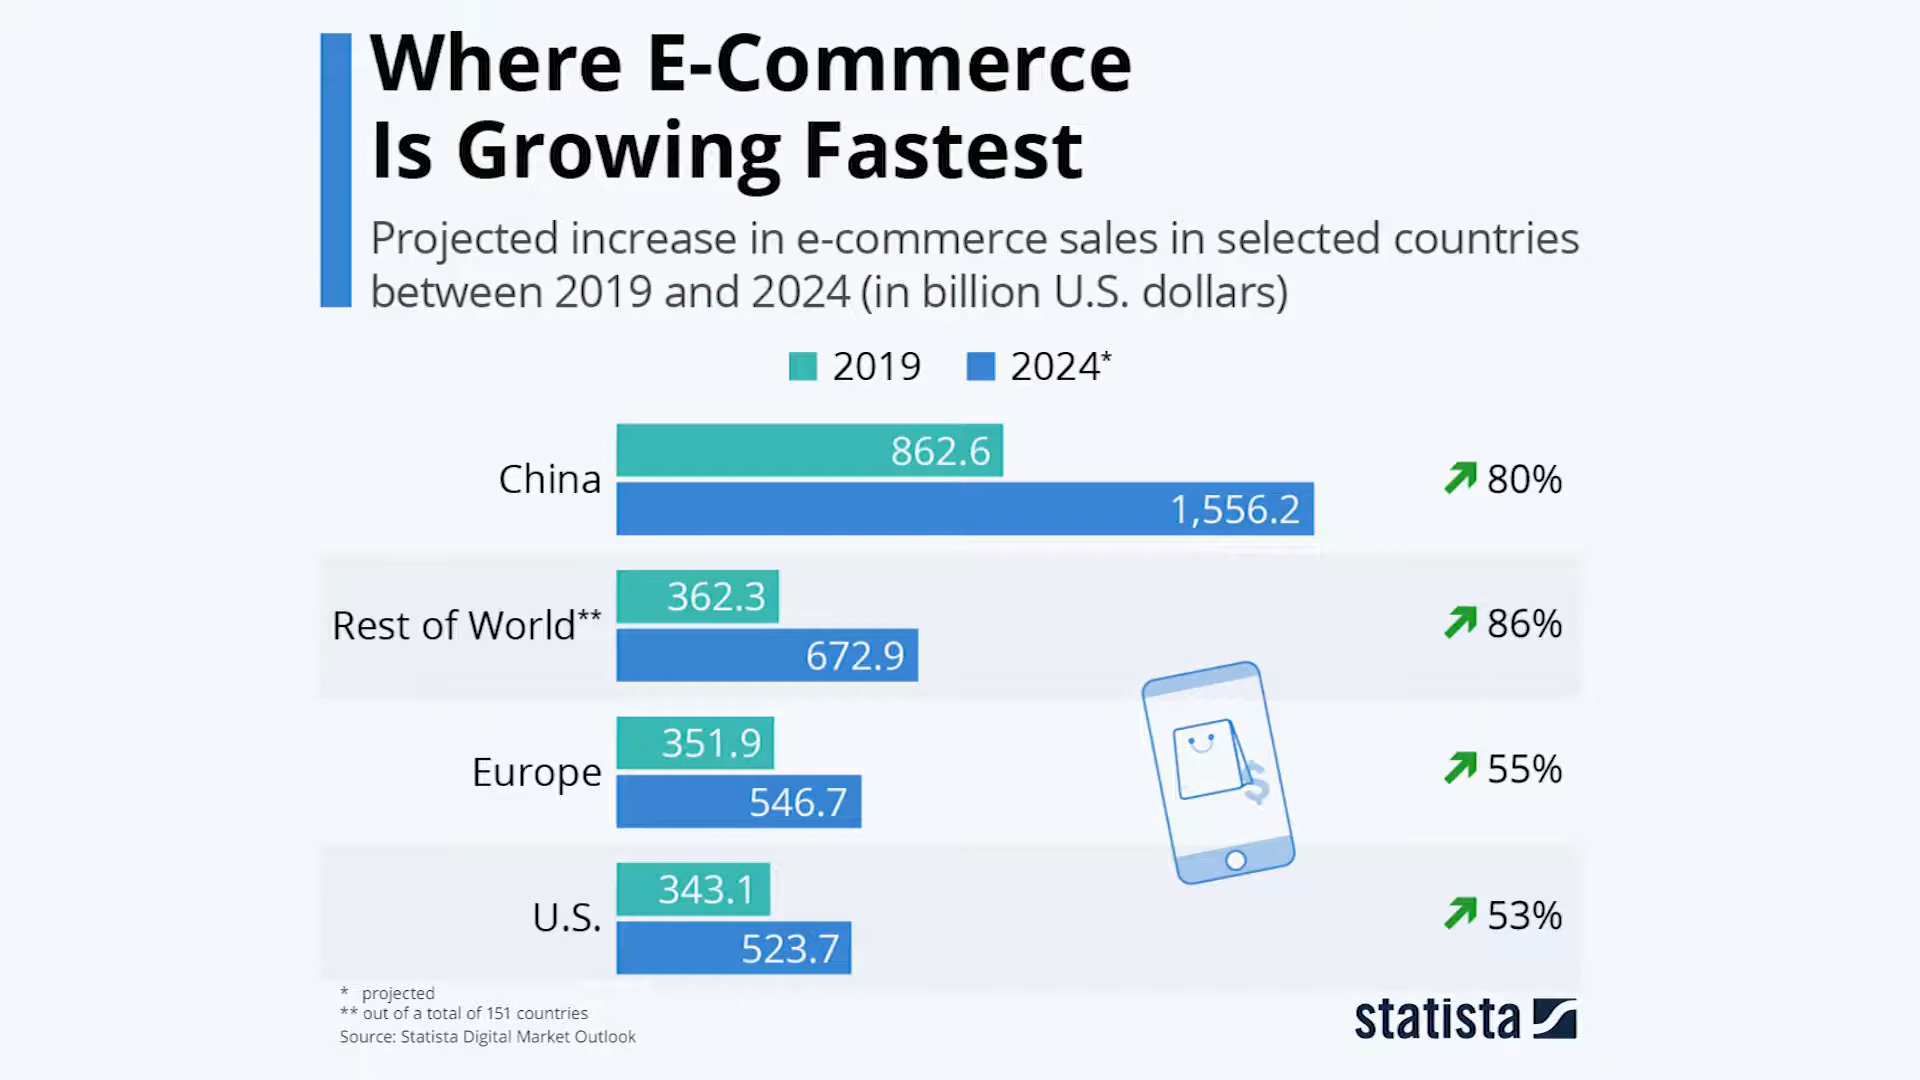 Where E-Commerce
Is Growing Fastest
Projected increase in e-commerce sales in selected countries
between 2019 and 2024 (in billion U.S. dollars)
2019 2024*
China 862.6 80%
1,556.2
Rest of World** 362.3 86%
672.9
Europe 351.9 55%
546.7
$
U.S. 343.1 53%
523.7
* projected
** out of a total of 151 countries
Source: Statista Digital Market Outlook
statista